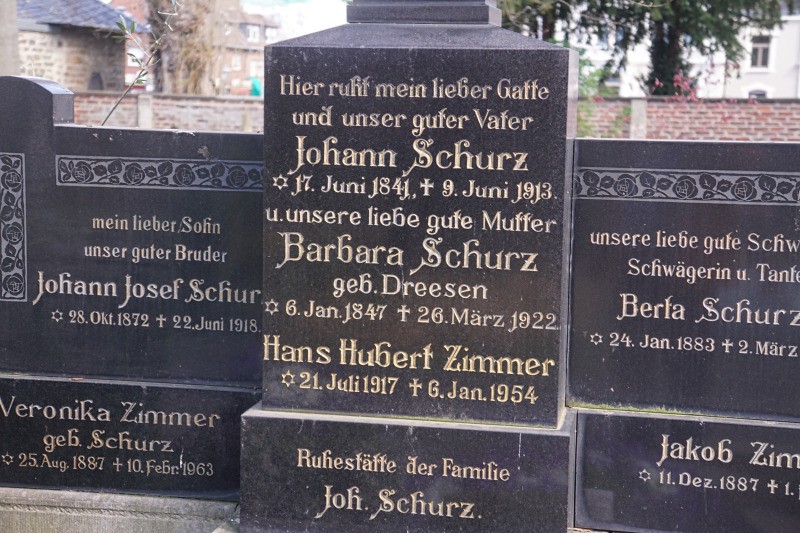 mein lieber Sohn
unser guter Bruder
Johann Josef Schurz
✡ 28. Okt. 1872 ✝ 22. Juni 1918.
Veronika Zimmer
geb. Schurz
✡ 25. Aug. 1887 ✝ 10. Febr. 1963
Hier ruht mein lieber Gatte
und unser guter Vater
Johann Schurz
✡ 17. Juni 1841, ✝ 9. Juni 1913.
u. unsere liebe gute Mutter
Barbara Schurz
geb. Dreesen
✡ 6. Jan. 1847 ✝ 26. März 1922
Hans Hubert Zimmer
✡ 21. Juli 1917 ✝ 6. Jan. 1954
Ruhestätte der Familie
Joh. Schurz.
unsere liebe gute
Schwägerin u. Tante
Berta Schurz
✡ 24. Jan. 1883 ✝ 2. März
Jakob
✡ 11. Dez. 1887 ✝ 1.